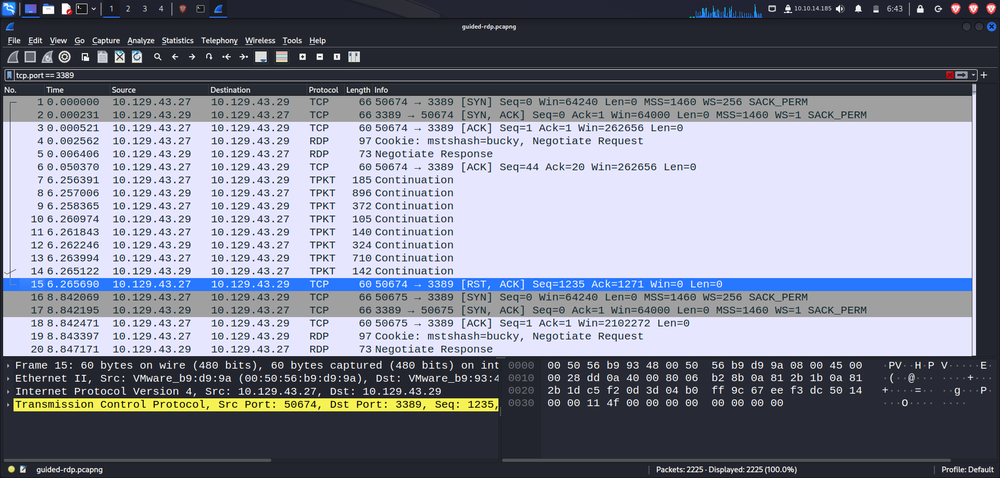 1 2 3 4 10.10.14.185 6:43
guided-rdp.pcapng
File Edit View Go Capture Analyze Statistics Telephony Wireless Tools Help
tcp.port == 3389
No. Time Source Destination Protocol Length Info
1 0.000000 10.129.43.27 10.129.43.29 TCP 66 50674 → 3389 [SYN] Seq=0 Win=64240 Len=0 MSS=1460 WS=256 SACK_PERM
2 0.000231 10.129.43.29 10.129.43.27 TCP 66 3389 → 50674 [SYN, ACK] Seq=0 Ack=1 Win=64000 Len=0 MSS=1460 WS=1 SACK_PERM
3 0.000521 10.129.43.27 10.129.43.29 TCP 60 50674 → 3389 [ACK] Seq=1 Ack=1 Win=262656 Len=0
4 0.002562 10.129.43.27 10.129.43.29 RDP 97 Cookie: mstshash=bucky, Negotiate Request
5 0.006406 10.129.43.29 10.129.43.27 RDP 73 Negotiate Response
6 0.050370 10.129.43.27 10.129.43.29 TCP 60 50674 → 3389 [ACK] Seq=44 Ack=20 Win=262656 Len=0
7 6.256391 10.129.43.27 10.129.43.29 TPKT 185 Continuation
8 6.257006 10.129.43.29 10.129.43.27 TPKT 896 Continuation
9 6.258365 10.129.43.27 10.129.43.29 TPKT 372 Continuation
10 6.260974 10.129.43.29 10.129.43.27 TPKT 105 Continuation
11 6.261843 10.129.43.27 10.129.43.29 TPKT 140 Continuation
12 6.262246 10.129.43.29 10.129.43.27 TPKT 324 Continuation
13 6.263994 10.129.43.27 10.129.43.29 TPKT 710 Continuation
14 6.265122 10.129.43.29 10.129.43.27 TPKT 142 Continuation
15 6.265690 10.129.43.27 10.129.43.29 TCP 60 50674 → 3389 [RST, ACK] Seq=1235 Ack=1271 Win=0 Len=0
16 8.842069 10.129.43.27 10.129.43.29 TCP 66 50675 → 3389 [SYN] Seq=0 Win=64240 Len=0 MSS=1460 WS=256 SACK_PERM
17 8.842195 10.129.43.29 10.129.43.27 TCP 66 3389 → 50675 [SYN, ACK] Seq=0 Ack=1 Win=64000 Len=0 MSS=1460 WS=1 SACK_PERM
18 8.842471 10.129.43.27 10.129.43.29 TCP 60 50675 → 3389 [ACK] Seq=1 Ack=1 Win=2102272 Len=0
19 8.843397 10.129.43.27 10.129.43.29 RDP 97 Cookie: mstshash=bucky, Negotiate Request
20 8.847171 10.129.43.29 10.129.43.27 RDP 73 Negotiate Response
Frame 15: 60 bytes on wire (480 bits), 60 bytes captured (480 bits) on int
Ethernet II, Src: VMware_b9:d9:9a (00:50:56:b9:d9:9a), Dst: VMware_b9:93:4
Internet Protocol Version 4, Src: 10.129.43.27, Dst: 10.129.43.29
Transmission Control Protocol, Src Port: 50674, Dst Port: 3389, Seq: 1235,
0000 00 50 56 b9 93 48 00 50 56 b9 d9 9a 08 00 45 00 ·PV··H·P V·····E·
0010 00 28 dd 0a 40 00 80 06 b2 8b 0a 81 2b 1b 0a 81 ·(··@··· ····+···
0020 2b 1d c5 f2 0d 3d 04 b0 ff 9c 67 ee f3 dc 50 14 +····=·· ··g···P·
0030 00 00 11 4f 00 00 00 00 00 00 00 00 ···O···· ····
guided-rdp.pcapng Packets: 2225 · Displayed: 2225 (100.0%) Profile: Default